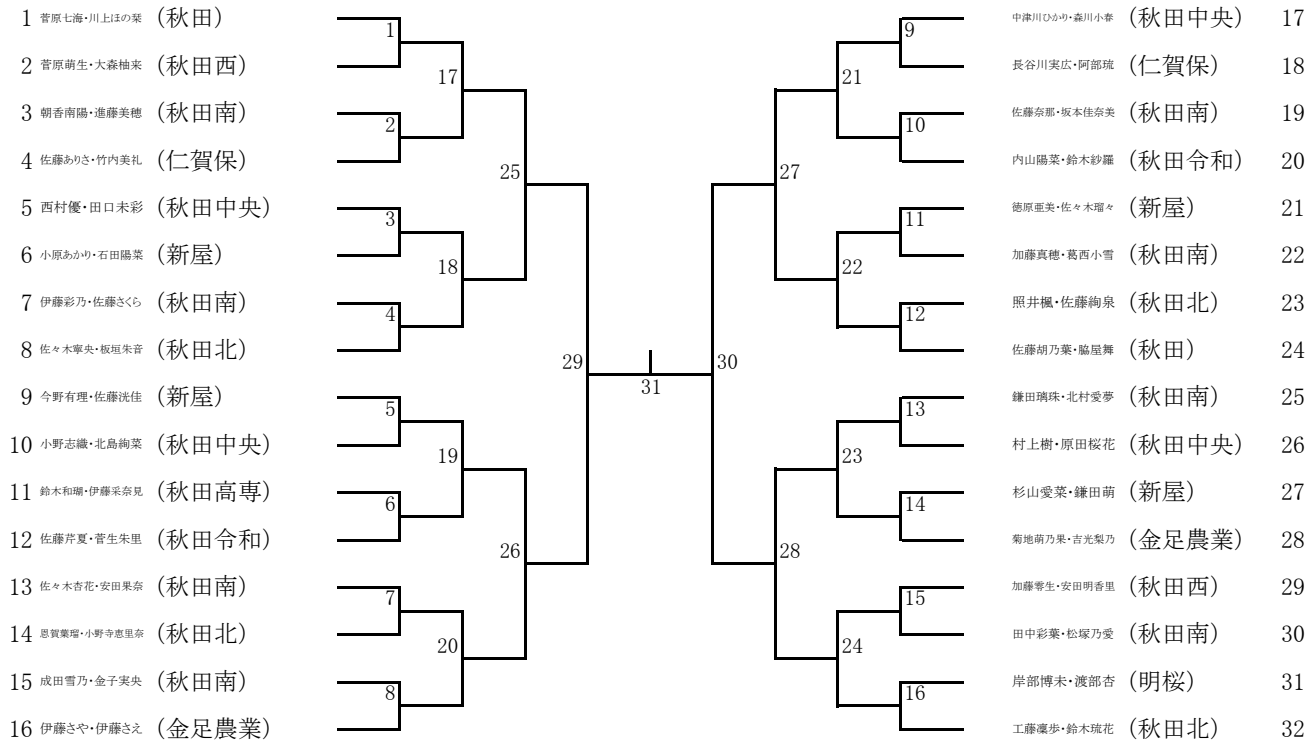 1 菅原七海・川上ほの栞 (秋田)
2 菅原萌生・大森柚来 (秋田西)
3 朝香南陽・進藤美穂 (秋田南)
4 佐藤ありさ・竹内美礼 (仁賀保)
5 西村優・田口未彩 (秋田中央)
6 小原あかり・石田陽菜 (新屋)
7 伊藤彩乃・佐藤さくら (秋田南)
8 佐々木寧央・板垣朱音 (秋田北)
9 今野有理・佐藤洸佳 (新屋)
10 小野志織・北島絢菜 (秋田中央)
11 鈴木和瑚・伊藤采奈見 (秋田高専)
12 佐藤芹夏・菅生朱里 (秋田令和)
13 佐々木杏花・安田果奈 (秋田南)
14 恩賀葉瑠・小野寺恵里奈 (秋田北)
15 成田雪乃・金子実央 (秋田南)
16 伊藤さや・伊藤さえ (金足農業)
1
2
3
4
5
6
7
8
17
18
19
20
25
26
29
31
30
27
28
21
22
23
24
9
10
11
12
13
14
15
16
中津川ひかり・森川小春 (秋田中央) 17
長谷川実広・阿部琉 (仁賀保) 18
佐藤奈那・坂本佳奈美 (秋田南) 19
内山陽菜・鈴木紗羅 (秋田令和) 20
徳原亜美・佐々木瑠々 (新屋) 21
加藤真穂・葛西小雪 (秋田南) 22
照井楓・佐藤絢泉 (秋田北) 23
佐藤胡乃葉・脇屋舞 (秋田) 24
鎌田璃珠・北村愛夢 (秋田南) 25
村上樹・原田桜花 (秋田中央) 26
杉山愛菜・鎌田萌 (新屋) 27
菊地萌乃果・吉光梨乃 (金足農業) 28
加藤零生・安田明香里 (秋田西) 29
田中彩葉・松塚乃愛 (秋田南) 30
岸部博未・渡部杏 (明桜) 31
工藤凜歩・鈴木琉花 (秋田北) 32